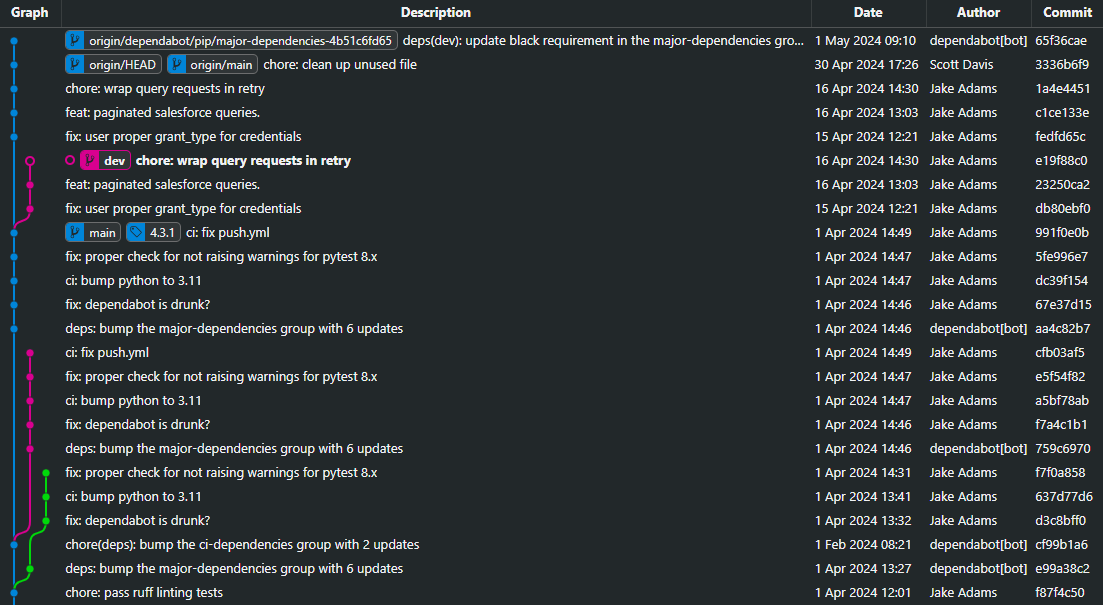 Graph Description Date Author Commit
origin/dependabot/pip/major-dependencies-4b51c6fd65 deps(dev): update black requirement in the major-dependencies gro... 1 May 2024 09:10 dependabot[bot] 65f36cae
origin/HEAD origin/main chore: clean up unused file 30 Apr 2024 17:26 Scott Davis 3336b6f9
chore: wrap query requests in retry 16 Apr 2024 14:30 Jake Adams 1a4e4451
feat: paginated salesforce queries. 16 Apr 2024 13:03 Jake Adams c1ce133e
fix: user proper grant_type for credentials 15 Apr 2024 12:21 Jake Adams fedfd65c
dev chore: wrap query requests in retry 16 Apr 2024 14:30 Jake Adams e19f88c0
feat: paginated salesforce queries. 16 Apr 2024 13:03 Jake Adams 23250ca2
fix: user proper grant_type for credentials 15 Apr 2024 12:21 Jake Adams db80ebf0
main 4.3.1 ci: fix push.yml 1 Apr 2024 14:49 Jake Adams 991f0e0b
fix: proper check for not raising warnings for pytest 8.x 1 Apr 2024 14:47 Jake Adams 5fe996e7
ci: bump python to 3.11 1 Apr 2024 14:47 Jake Adams dc39f154
fix: dependabot is drunk? 1 Apr 2024 14:46 Jake Adams 67e37d15
deps: bump the major-dependencies group with 6 updates 1 Apr 2024 14:46 dependabot[bot] aa4c82b7
ci: fix push.yml 1 Apr 2024 14:49 Jake Adams cfb03af5
fix: proper check for not raising warnings for pytest 8.x 1 Apr 2024 14:47 Jake Adams e5f54f82
ci: bump python to 3.11 1 Apr 2024 14:47 Jake Adams a5bf78ab
fix: dependabot is drunk? 1 Apr 2024 14:46 Jake Adams f7a4c1b1
deps: bump the major-dependencies group with 6 updates 1 Apr 2024 14:46 dependabot[bot] 759c6970
fix: proper check for not raising warnings for pytest 8.x 1 Apr 2024 14:31 Jake Adams f7f0a858
ci: bump python to 3.11 1 Apr 2024 13:41 Jake Adams 637d77d6
fix: dependabot is drunk? 1 Apr 2024 13:32 Jake Adams d3c8bff0
chore(deps): bump the ci-dependencies group with 2 updates 1 Feb 2024 08:21 dependabot[bot] cf99b1a6
deps: bump the major-dependencies group with 6 updates 1 Apr 2024 13:27 dependabot[bot] e99a38c2
chore: pass ruff linting tests 1 Apr 2024 12:01 Jake Adams f87f4c50